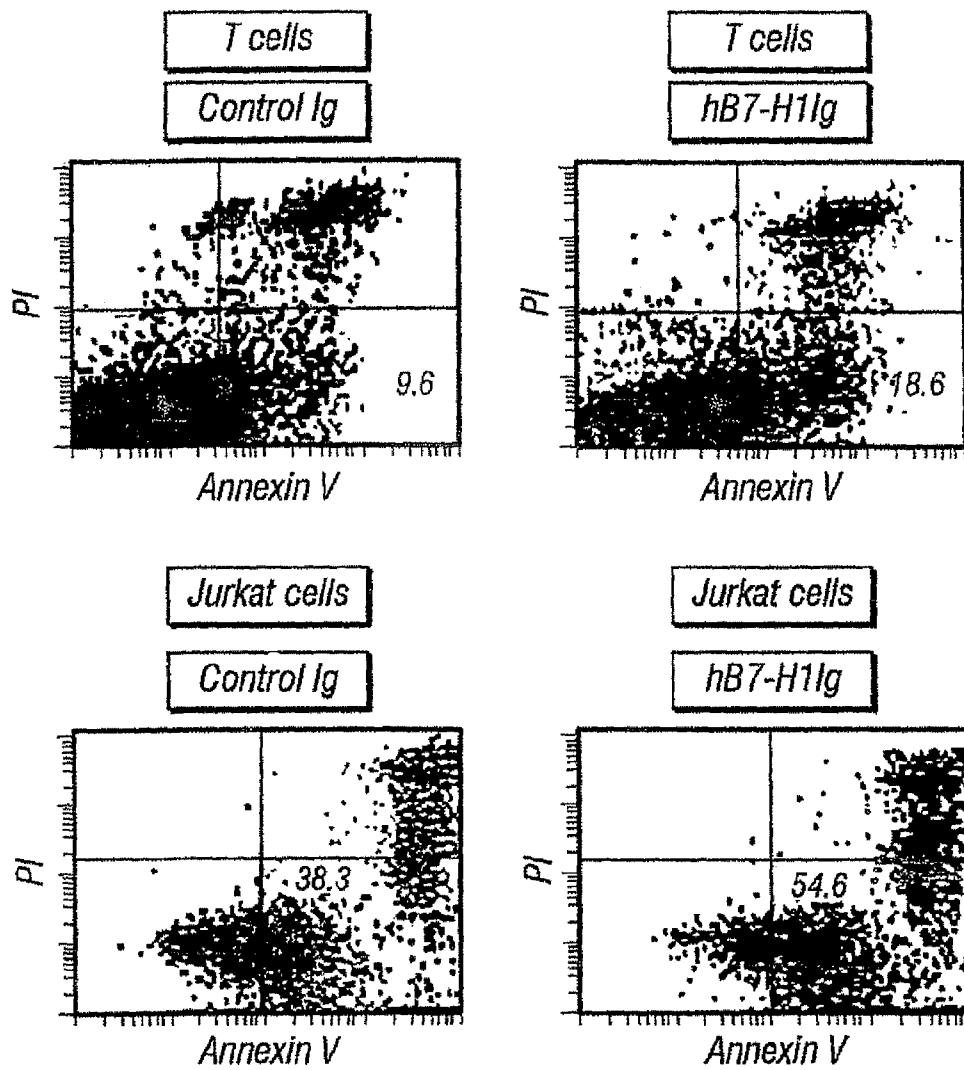 T cells
Control Ig
PI
9.6
Annexin V
T cells
hB7-H1Ig
PI
18.6
Annexin V
Jurkat cells
Control Ig
PI
38.3
Annexin V
Jurkat cells
hB7-H1Ig
PI
54.6
Annexin V